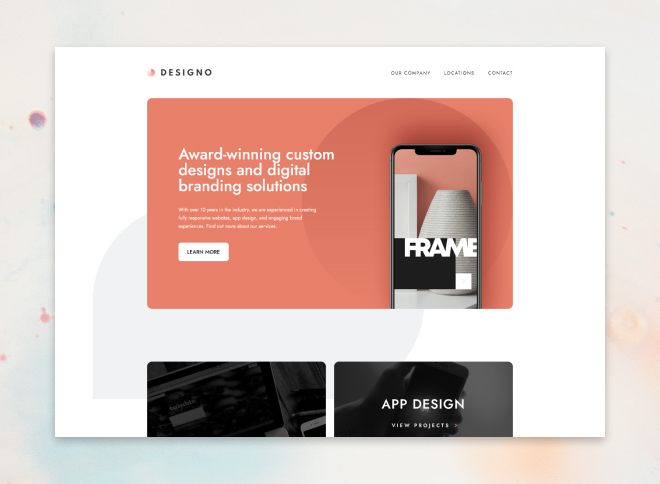 DESIGNO
OUR COMPANY LOCATIONS CONTACT
Award-winning custom
designs and digital
branding solutions
With over 10 years in the industry, we are experienced in creating
fully responsive websites, app design, and engaging brand
experiences. Find out more about our services.
LEARN MORE
FRAME
APP DESIGN
VIEW PROJECTS